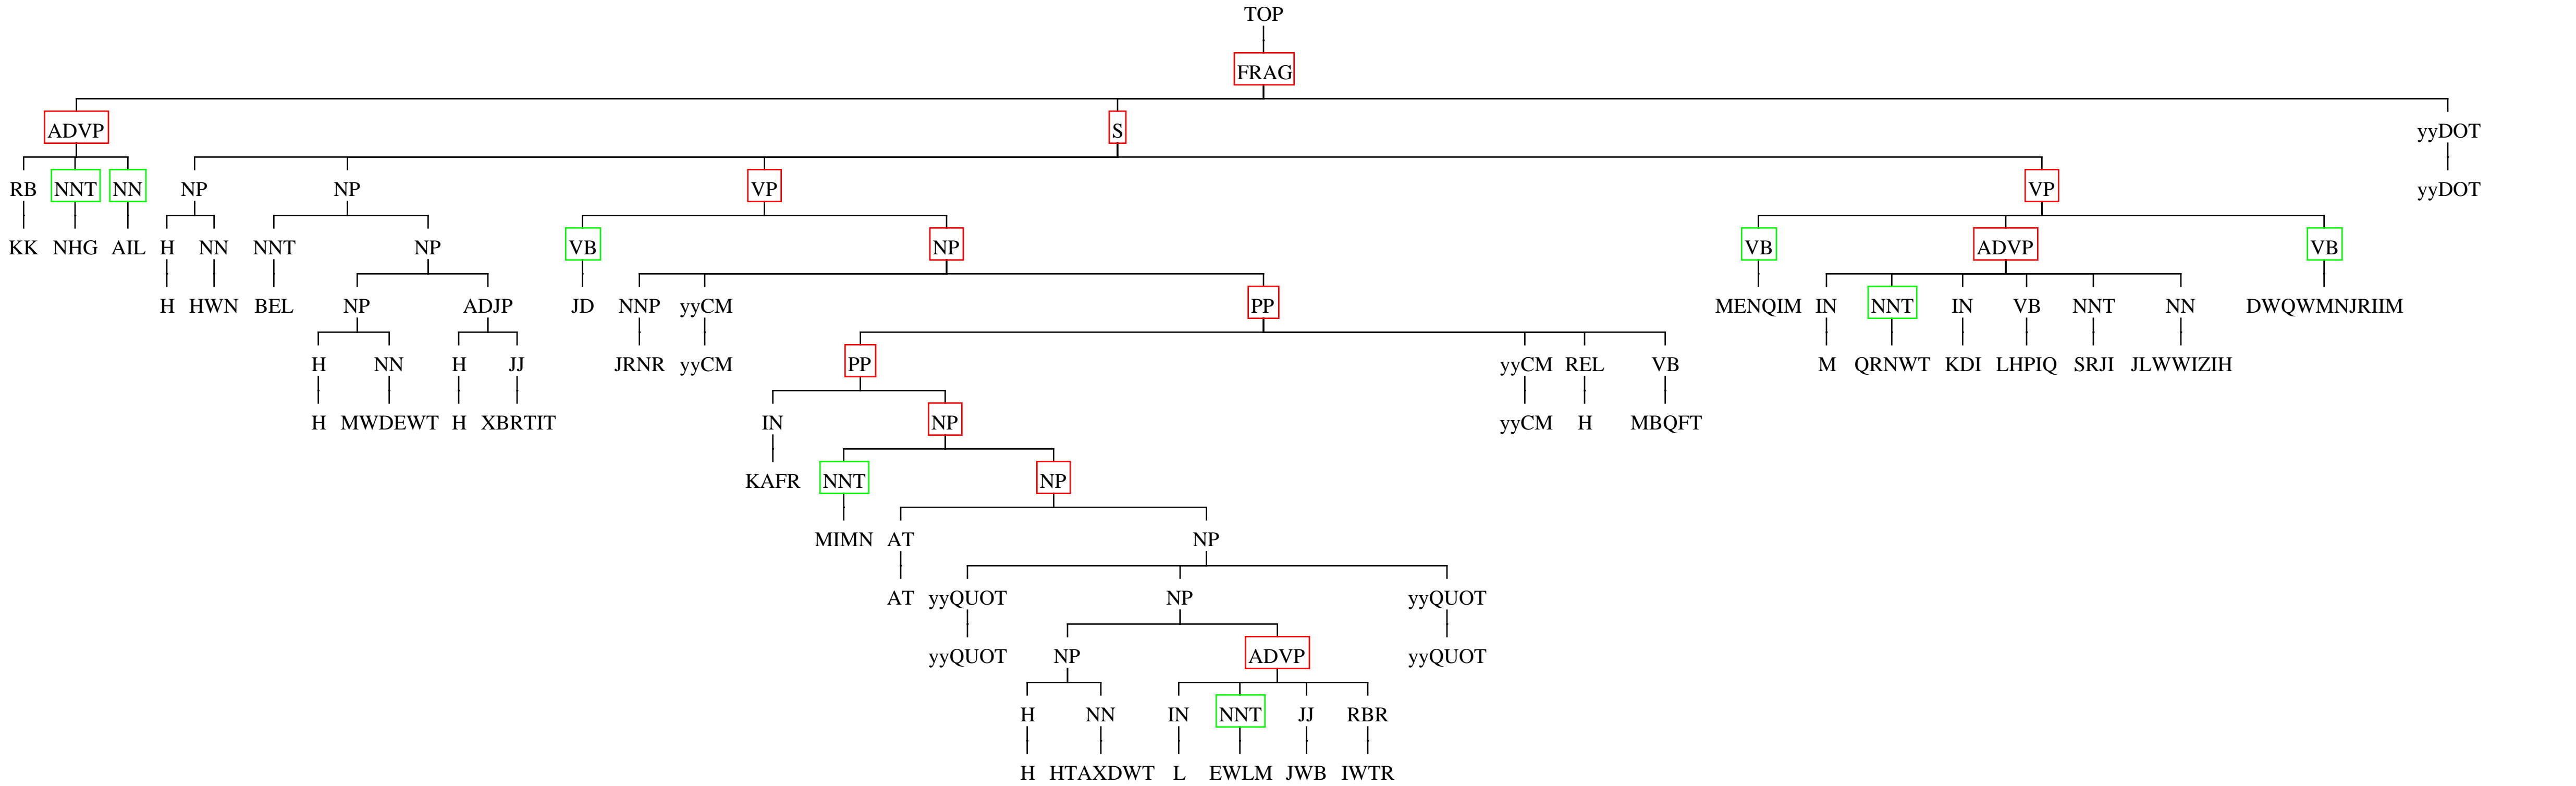 TOP
FRAG
ADVP S yyDOT
RB NNT NN NP NP VP VP yyDOT
KK NHG AIL H NN NNT NP VB NP VB ADVP VB
H HWN BEL NP ADJP JD NNP yyCM PP MENQIM IN NNT IN VB NNT NN DWQWMNJRIIM
H NN H JJ JRNR yyCM PP yyCM REL VB M QRNWT KDI LHPIQ SRJI JLWWIZIH
H MWDEWT H XBRTIT IN NP yyCM H MBQFT
KAFR NNT NP
MIMN AT NP
AT yyQUOT NP yyQUOT
yyQUOT NP ADVP yyQUOT
H NN IN NNT JJ RBR
H HTAXDWT L EWLM JWB IWTR